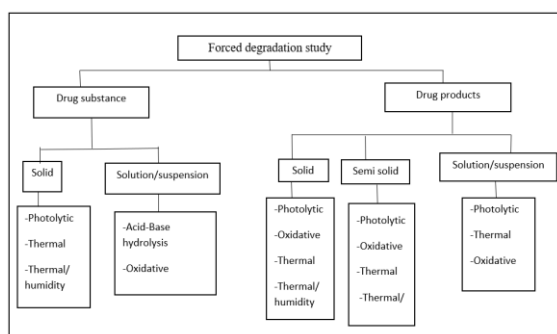 Forced degradation study
Drug substance
Drug products
Solid
Solution/suspension
Solid
Semi solid
Solution/suspension
-Photolytic
-Thermal
-Thermal/
humidity
-Acid-Base
hydrolysis
-Oxidative
-Photolytic
-Oxidative
-Thermal
-Thermal/
humidity
-Photolytic
-Oxidative
-Thermal
-Thermal/
-Photolytic
-Thermal
-Oxidative